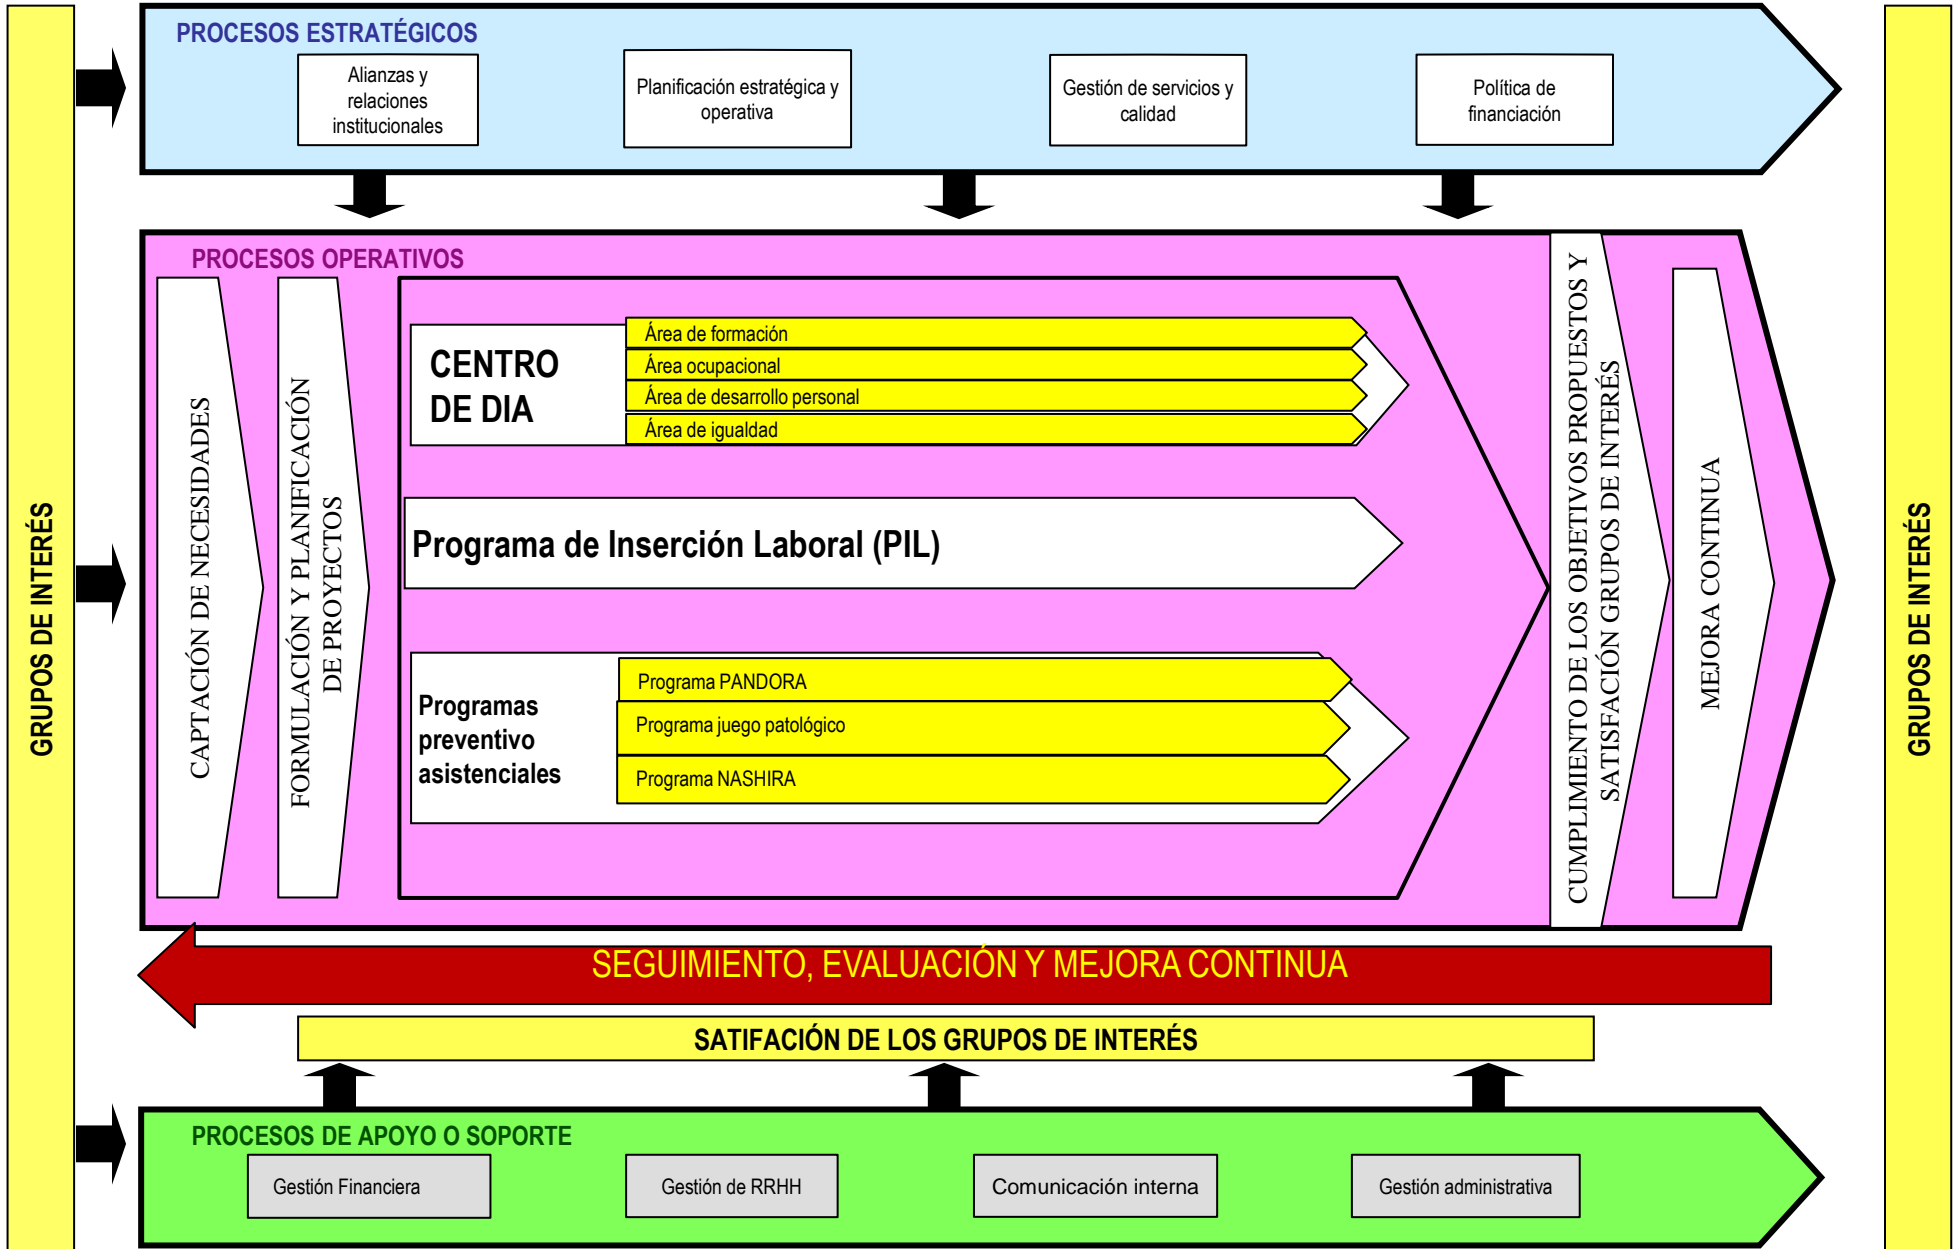 GRUPOS DE INTERÉS
PROCESOS ESTRATÉGICOS
Alianzas y
relaciones
institucionales
Planificación estratégica y
operativa
Gestión de servicios y
calidad
Política de
financiación
PROCESOS OPERATIVOS
CAPTACIÓN DE NECESIDADES
FORMULACIÓN Y PLANIFICACIÓN
DE PROYECTOS
CENTRO
DE DIA
Área de formación
Área ocupacional
Área de desarrollo personal
Área de igualdad
Programa de Inserción Laboral (PIL)
Programas
preventivo
asistenciales
Programa PANDORA
Programa juego patológico
Programa NASHIRA
CUMPLIMIENTO DE LOS OBJETIVOS PROPUESTOS Y
SATISFACIÓN GRUPOS DE INTERÉS
MEJORA CONTINUA
SEGUIMIENTO, EVALUACIÓN Y MEJORA CONTINUA
SATIFACIÓN DE LOS GRUPOS DE INTERÉS
PROCESOS DE APOYO O SOPORTE
Gestión Financiera
Gestión de RRHH
Comunicación interna
Gestión administrativa
GRUPOS DE INTERÉS